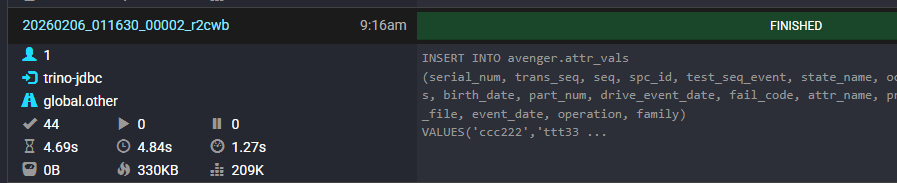 20260206_011630_00002_r2cwb 9:16am FINISHED
1
trino-jdbc
global.other
44 0 0
4.69s 4.84s 1.27s
0B 330KB 209K
INSERT INTO avenger.attr_vals
(serial_num, trans_seq, seq, spc_id, test_seq_event, state_name, oc
s, birth_date, part_num, drive_event_date, fail_code, attr_name, pr
_file, event_date, operation, family)
VALUES('ccc222','ttt33 ...